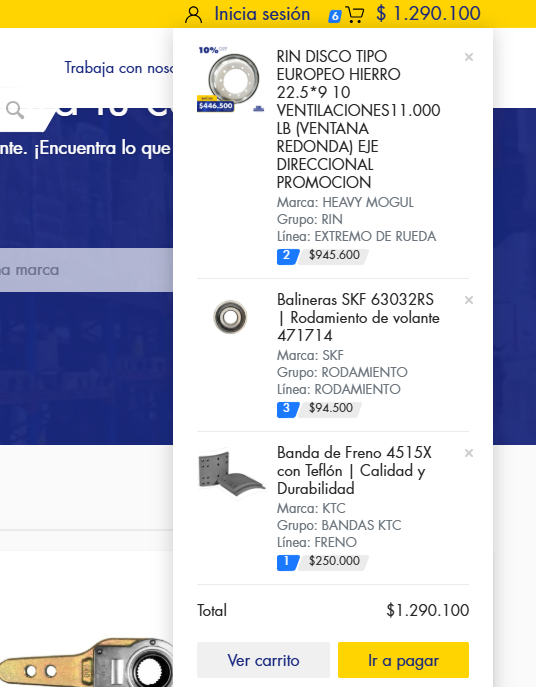 Inicia sesión 6 $ 1.290.100
Trabaja con noso
nte. ¡Encuentra lo que
na marca
10% OFF
$446.500
RIN DISCO TIPO
EUROPEO HIERRO
22.5*9 10
VENTILACIONES11.000
LB (VENTANA
REDONDA) EJE
DIRECCIONAL
PROMOCION
Marca: HEAVY MOGUL
Grupo: RIN
Línea: EXTREMO DE RUEDA
2 $945.600
×
Balineras SKF 63032RS
| Rodamiento de volante
471714
Marca: SKF
Grupo: RODAMIENTO
Línea: RODAMIENTO
3 $94.500
×
Banda de Freno 4515X
con Teflón | Calidad y
Durabilidad
Marca: KTC
Grupo: BANDAS KTC
Línea: FRENO
1 $250.000
×
Total $1.290.100
Ver carrito Ir a pagar